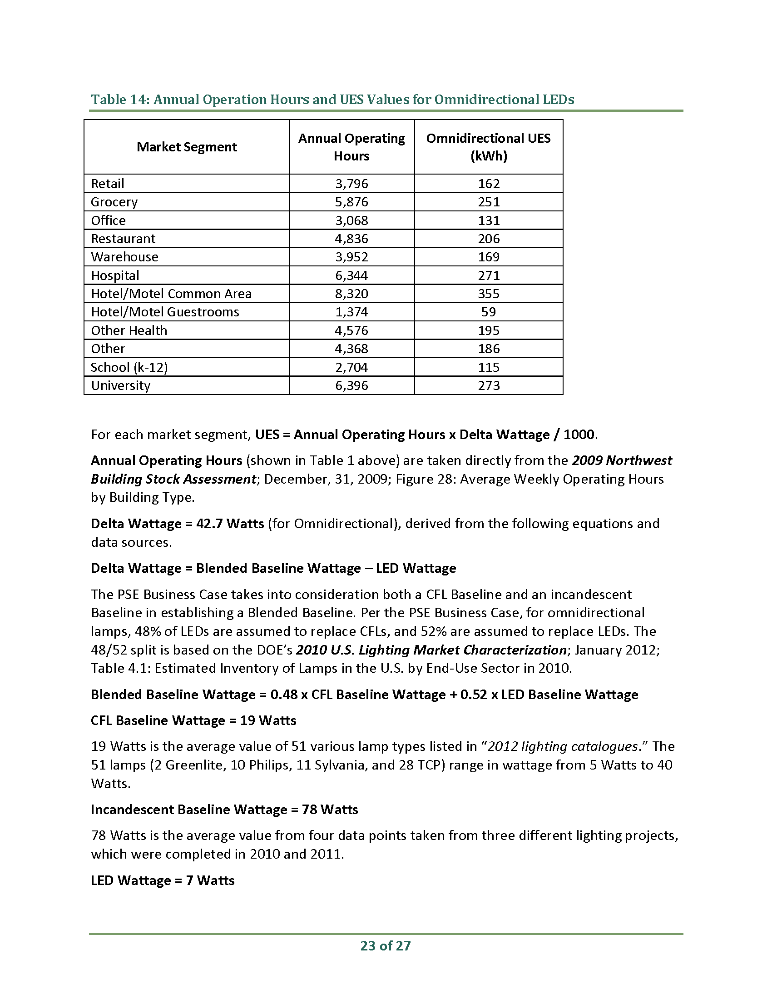 Table 14: Annual Operation Hours and UES Values for Omnidirectional LEDs
Market Segment
Annual Operating Hours
Omnidirectional UES (kWh)
Retail 3,796 162
Grocery 5,876 251
Office 3,068 131
Restaurant 4,836 206
Warehouse 3,952 169
Hospital 6,344 271
Hotel/Motel Common Area 8,320 355
Hotel/Motel Guestrooms 1,374 59
Other Health 4,576 195
Other 4,368 186
School (k-12) 2,704 115
University 6,396 273
For each market segment, UES = Annual Operating Hours x Delta Wattage / 1000.
Annual Operating Hours (shown in Table 1 above) are taken directly from the 2009 Northwest
Building Stock Assessment; December, 31, 2009; Figure 28: Average Weekly Operating Hours
by Building Type.
Delta Wattage = 42.7 Watts (for Omnidirectional), derived from the following equations and
data sources.
Delta Wattage = Blended Baseline Wattage – LED Wattage
The PSE Business Case takes into consideration both a CFL Baseline and an incandescent
Baseline in establishing a Blended Baseline. Per the PSE Business Case, for omnidirectional
lamps, 48% of LEDs are assumed to replace CFLs, and 52% are assumed to replace LEDs. The
48/52 split is based on the DOE’s 2010 U.S. Lighting Market Characterization; January 2012;
Table 4.1: Estimated Inventory of Lamps in the U.S. by End-Use Sector in 2010.
Blended Baseline Wattage = 0.48 x CFL Baseline Wattage + 0.52 x LED Baseline Wattage
CFL Baseline Wattage = 19 Watts
19 Watts is the average value of 51 various lamp types listed in “2012 lighting catalogues.” The
51 lamps (2 Greenlite, 10 Philips, 11 Sylvania, and 28 TCP) range in wattage from 5 Watts to 40
Watts.
Incandescent Baseline Wattage = 78 Watts
78 Watts is the average value from four data points taken from three different lighting projects,
which were completed in 2010 and 2011.
LED Wattage = 7 Watts
23 of 27